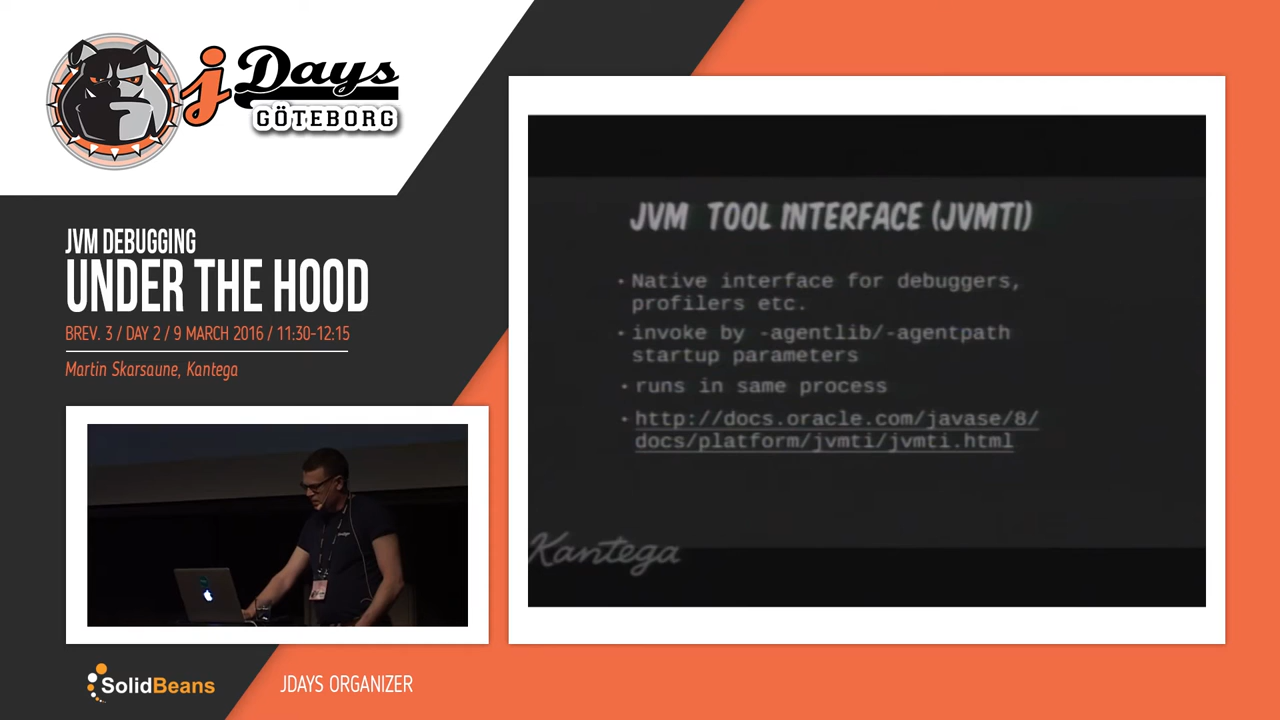 j Days
GÖTEBORG
JVM DEBUGGING
UNDER THE HOOD
BREV. 3 / DAY 2 / 9 MARCH 2016 / 11:30-12:15
Martin Skarsaune, Kantega
JVM TOOL INTERFACE (JVMTI)
• Native interface for debuggers,
profilers etc.
• invoke by -agentlib/-agentpath
startup parameters
• runs in same process
• http://docs.oracle.com/javase/8/
docs/platform/jvmti/jvmti.html
Kantega
SolidBeans
JDAYS ORGANIZER